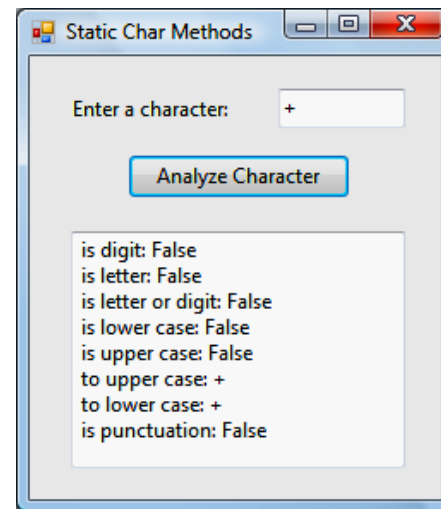 Static Char Methods
Enter a character: +
Analyze Character
is digit: False
is letter: False
is letter or digit: False
is lower case: False
is upper case: False
to upper case: +
to lower case: +
is punctuation: False